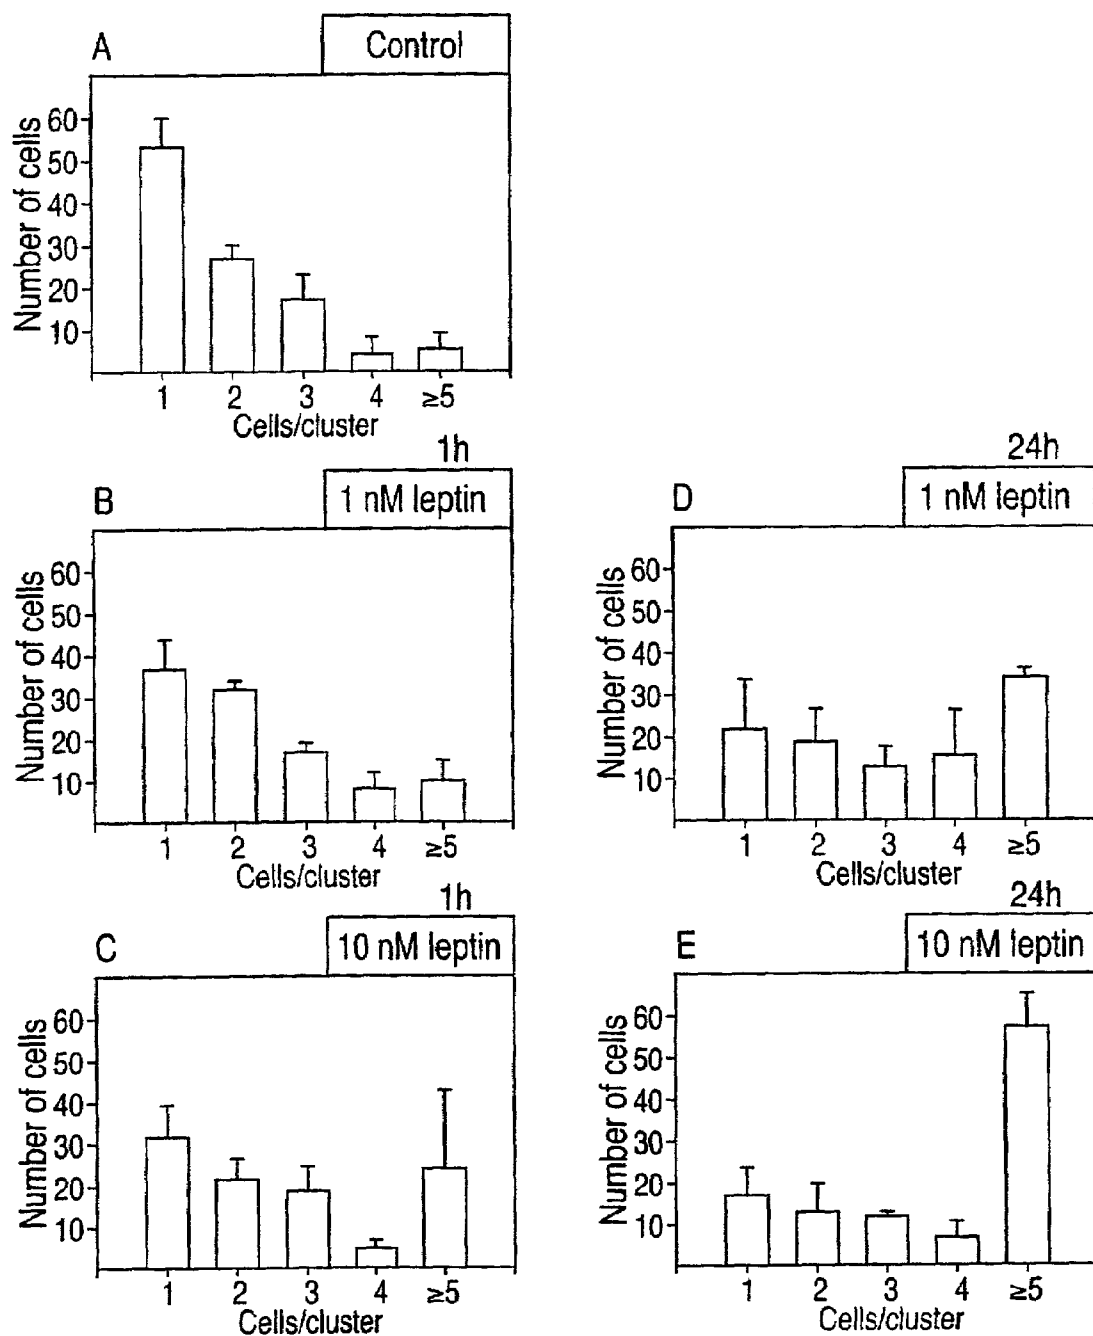 A
Control
Number of cells
60
50
40
30
20
10
1 2 3 4 ≥5
Cells/cluster
1h
B
1 nM leptin
Number of cells
60
50
40
30
20
10
1 2 3 4 ≥5
Cells/cluster
24h
D
1 nM leptin
Number of cells
60
50
40
30
20
10
1 2 3 4 ≥5
Cells/cluster
1h
C
10 nM leptin
Number of cells
60
50
40
30
20
10
1 2 3 4 ≥5
Cells/cluster
24h
E
10 nM leptin
Number of cells
60
50
40
30
20
10
1 2 3 4 ≥5
Cells/cluster